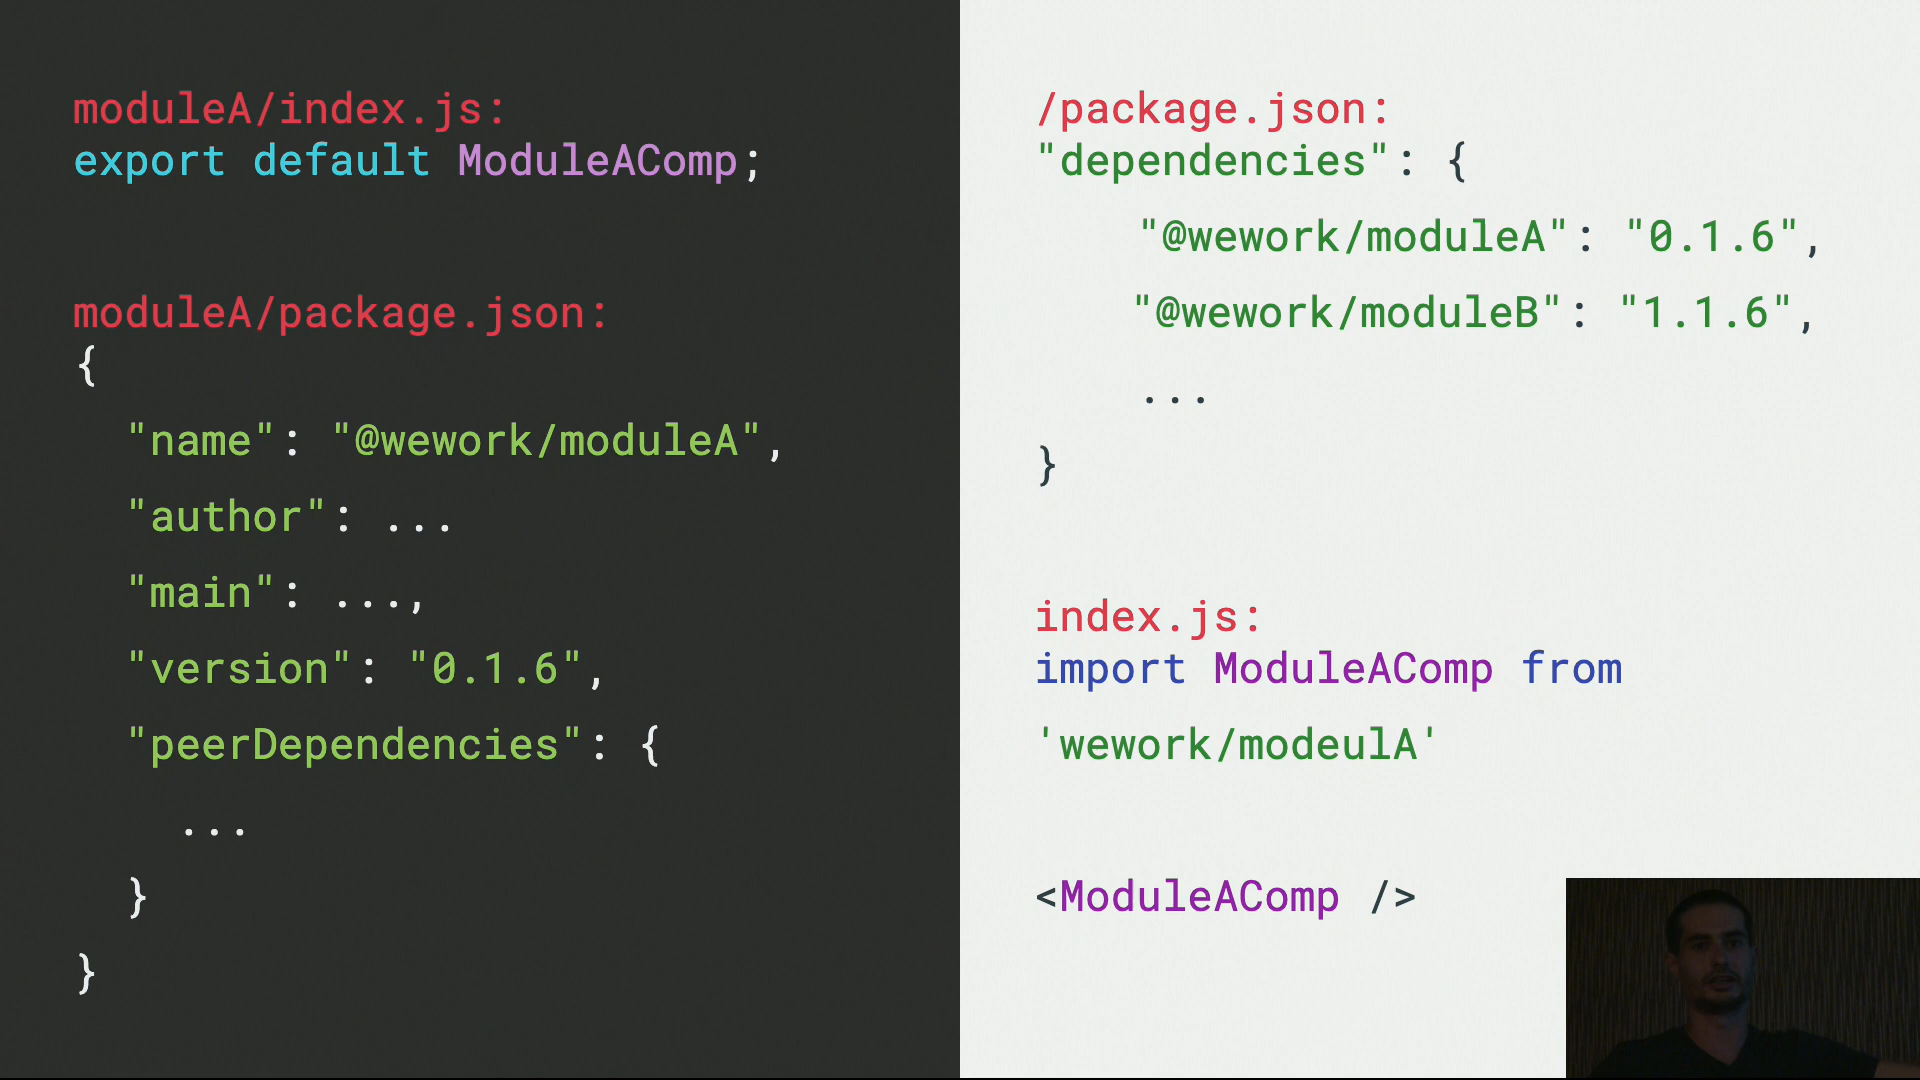 moduleA/index.js:
export default ModuleAComp;
moduleA/package.json:
{
"name": "@wework/moduleA",
"author": ...
"main": ...,
"version": "0.1.6",
"peerDependencies": {
...
}
}
/package.json:
"dependencies": {
"@wework/moduleA": "0.1.6",
"@wework/moduleB": "1.1.6",
...
}
index.js:
import ModuleAComp from
'wework/modeulA'
<ModuleAComp />